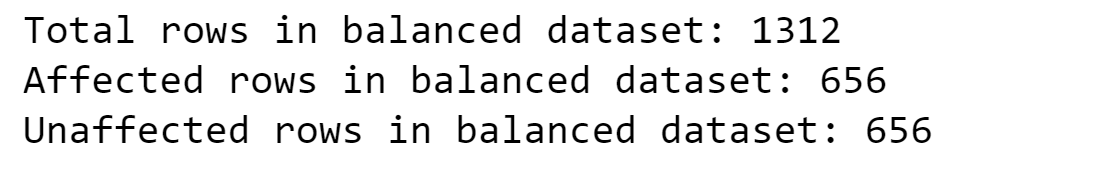 Total rows in balanced dataset: 1312
Affected rows in balanced dataset: 656
Unaffected rows in balanced dataset: 656